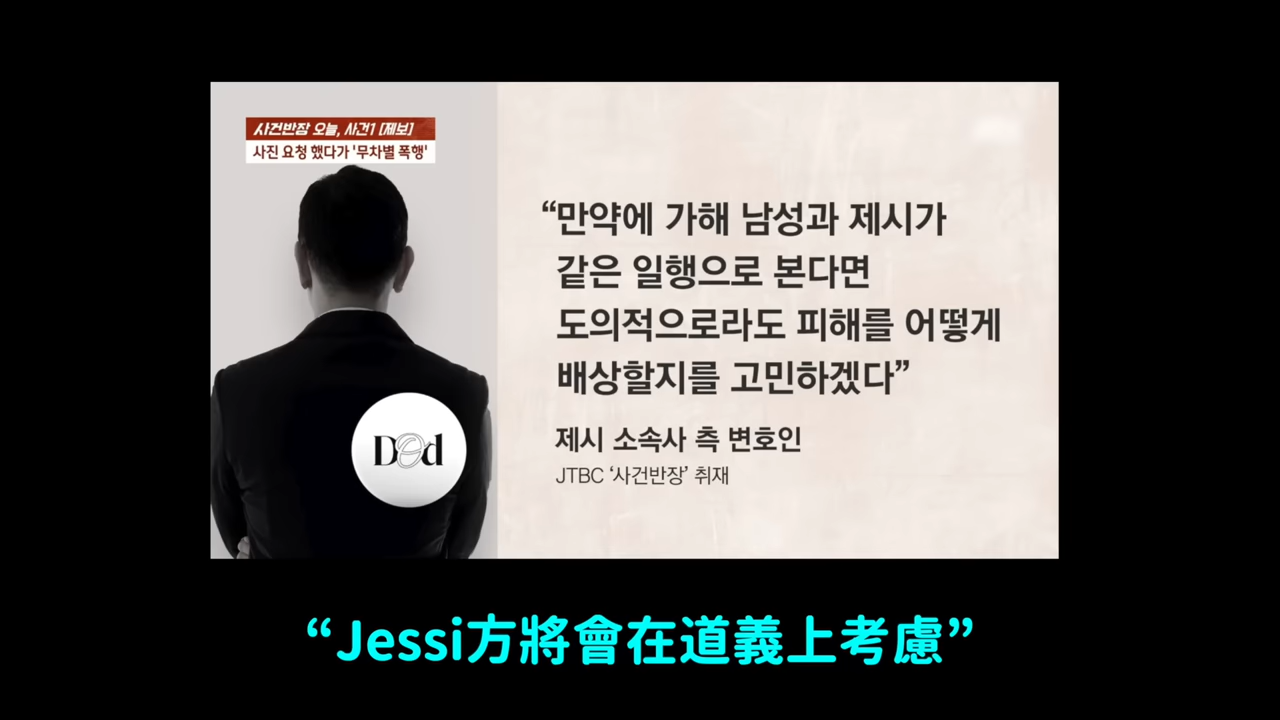 사건반장 오늘, 사건1 [제보]
사진 요청 했다가 '무차별 폭행'
“만약에 가해 남성과 제시가
같은 일행으로 본다면
도의적으로라도 피해를 어떻게
배상할지를 고민하겠다”
제시 소속사 측 변호인
JTBC ‘사건반장’ 취재
DOd
“Jessi方將會在道義上考慮”